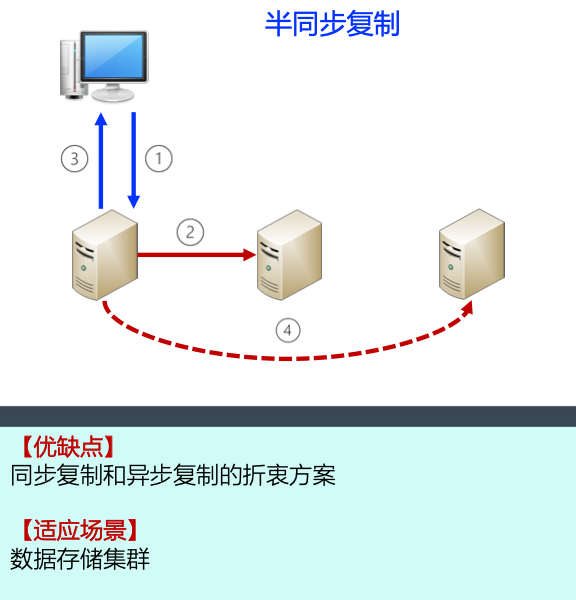 半同步复制
③
①
②
④
【优缺点】
同步复制和异步复制的折衷方案
【适应场景】
数据存储集群